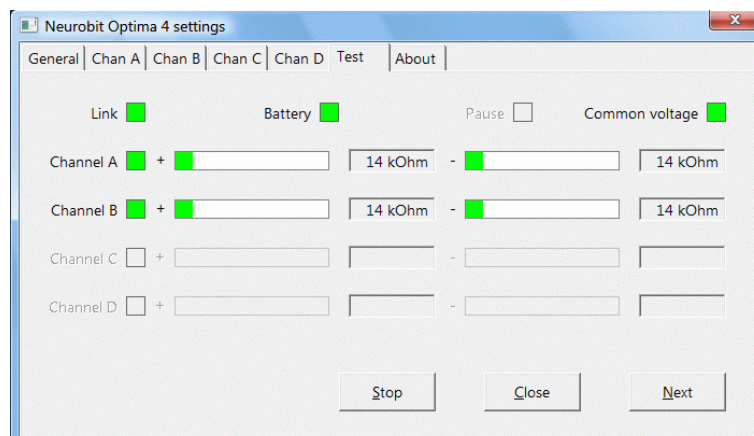 Neurobit Optima 4 settings
General Chan A Chan B Chan C Chan D Test About
Link Battery Pause Common voltage
Channel A + 14 kOhm - 14 kOhm
Channel B + 14 kOhm - 14 kOhm
Channel C + -
Channel D + -
Stop Close Next